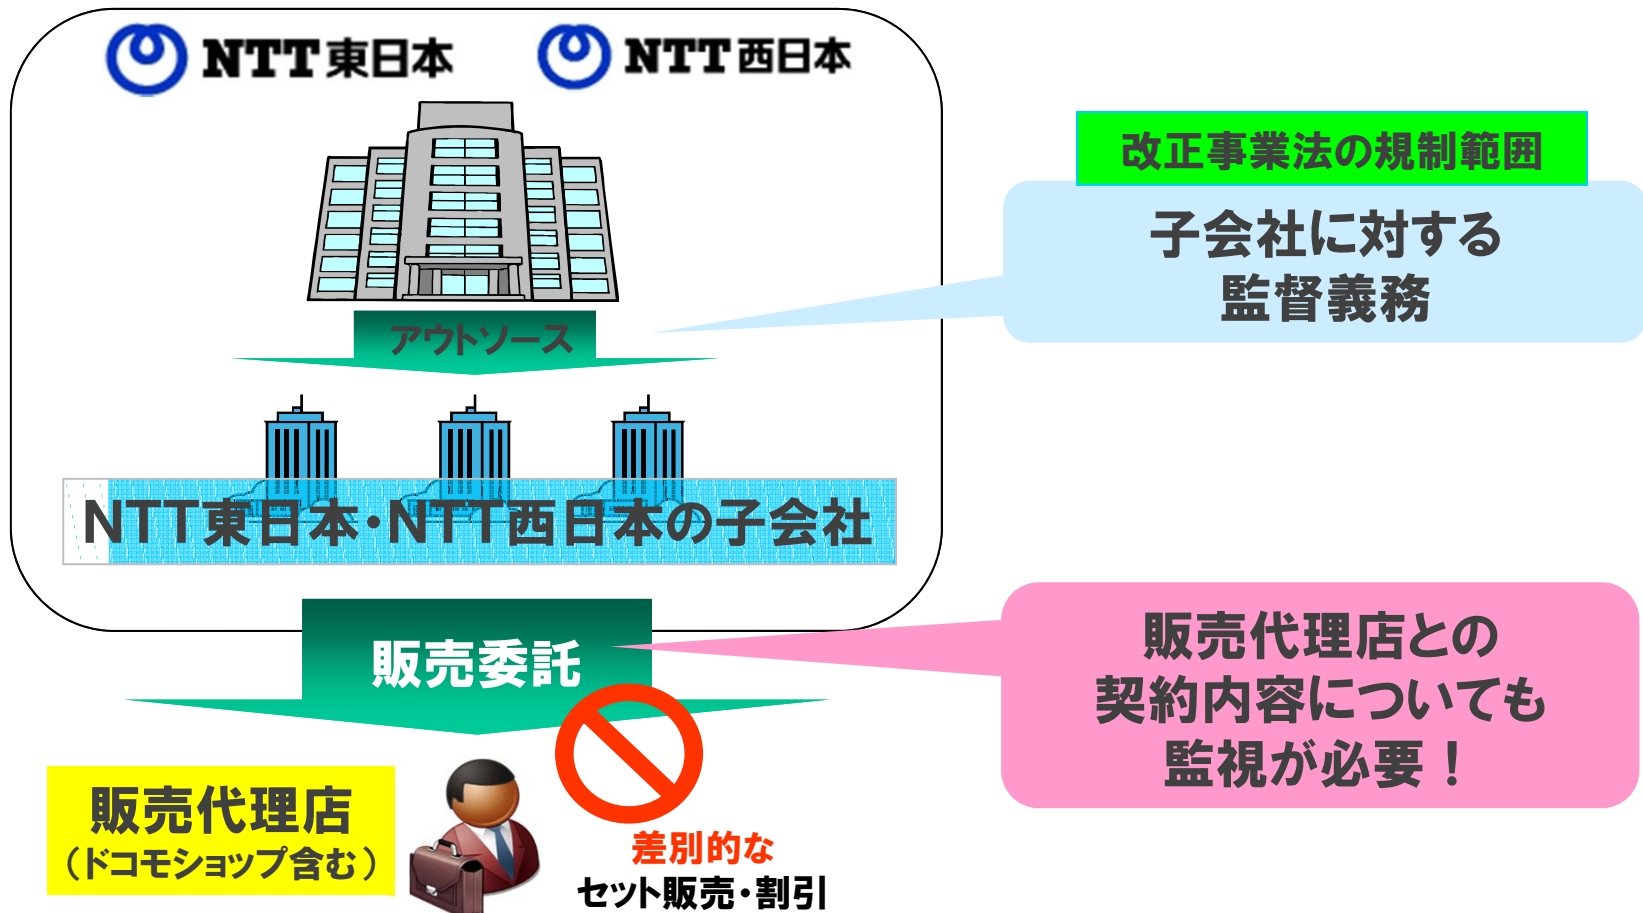 NTT東日本
NTT西日本
改正事業法の規制範囲
子会社に対する
監督義務
アウトソース
NTT東日本・NTT西日本の子会社
販売委託
販売代理店との
契約内容についても
監視が必要！
販売代理店
（ドコモショップ含む）
差別的な
セット販売・割引